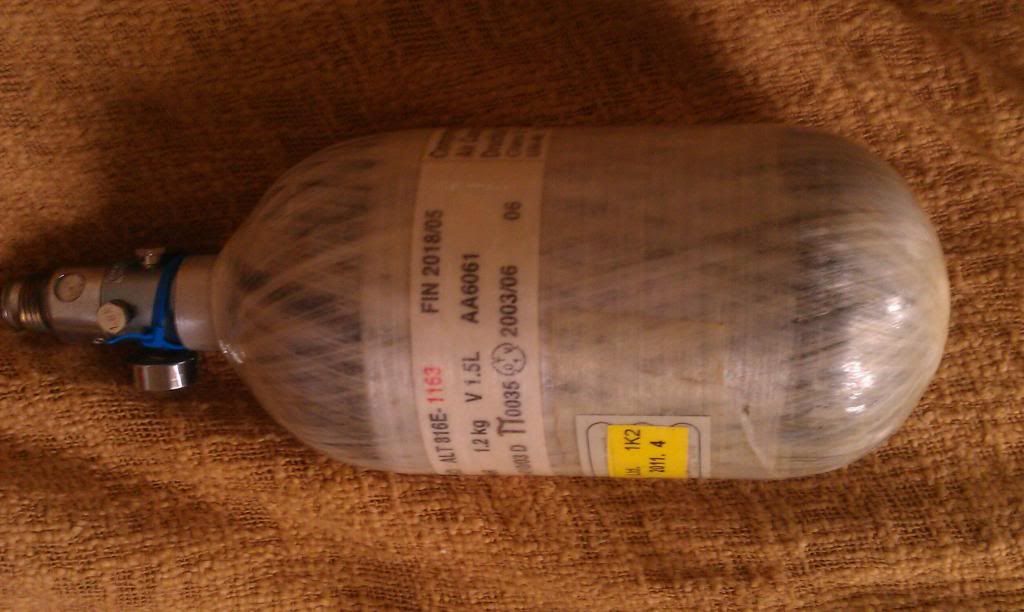 ALT 816E-1163 FIN 2018/05
1,2 kg V 1.5L AA6061
D π0035 2003/06 06
1K2
2011. 4